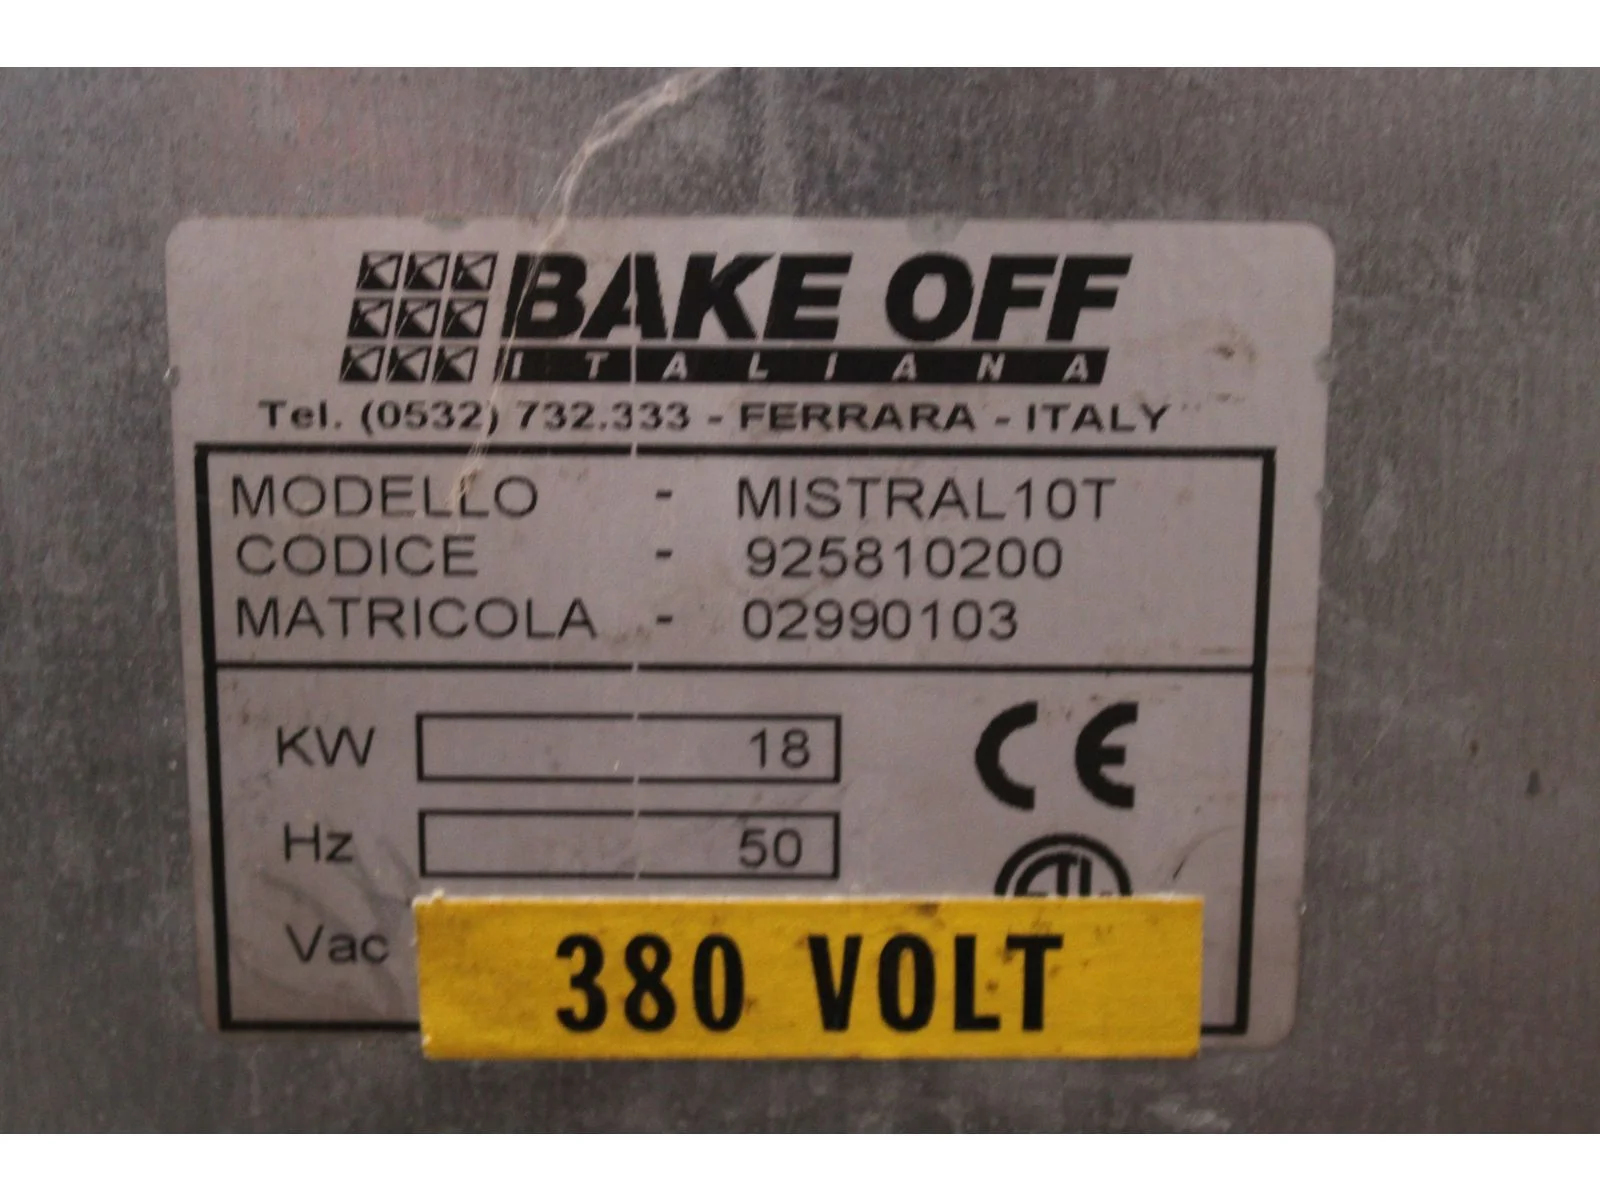 BAKE OFF
ITALIANA
Tel. (0532) 732.333 - FERRARA - ITALY
MODELLO - MISTRAL10T
CODICE - 925810200
MATRICOLA - 02990103
KW 18
CE
Hz 50
Vac 380 VOLT